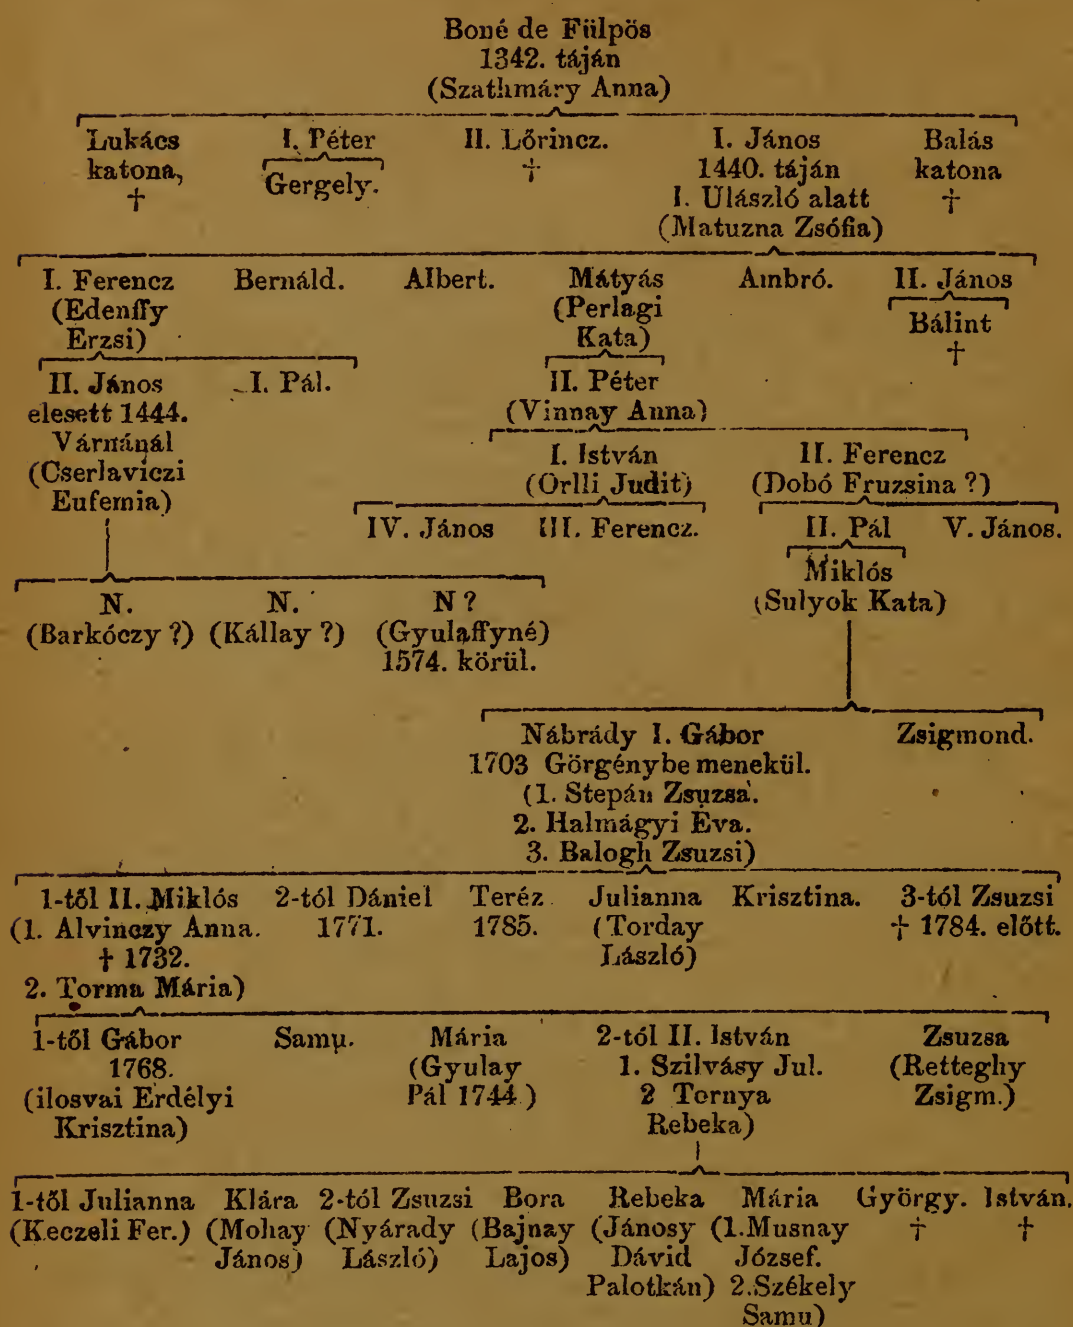 Boné de Fülpös
1342. táján
(Szathmáry Anna)
Lukács I. Péter II. Lőrincz. I. János Balás
katona, Gergely. † 1440. táján katona
† I. Ulászló alatt †
(Matuzna Zsófia)
I. Ferencz Bernáld. Albert. Mátyás Ambró. II. János
(Edenffy (Perlagi Bálint
Erzsi) Kata) †
II. János I. Pál. II. Péter
elesett 1444. (Vinnay Anna)
Várnánál I. István II. Ferencz
(Cserlaviczi (Orlli Judit) (Dobó Fruzsina ?)
Eufemia) IV. János III. Ferencz. II. Pál V. János.
Miklós
N. N. N ? (Sulyok Kata)
(Barkóczy ?) (Kállay ?) (Gyulaffyné)
1574. körül.
Nábrády I. Gábor Zsigmond.
1703 Görgénybe menekül.
(1. Stepán Zsuzsa.
2. Halmágyi Éva.
3. Balogh Zsuzsi)
1-től II. Miklós 2-tól Dániel Teréz Julianna Krisztina. 3-tól Zsuzsi
(1. Alvinczy Anna. 1771. 1785. (Torday † 1784. előtt.
† 1732. László)
2. Torma Mária)
1-től Gábor Samu. Mária 2-tól II. István Zsuzsa
1768. (Gyulay 1. Szilvásy Jul. (Retteghy
(ilosvai Erdélyi Pál 1744.) 2 Tornya Zsigm.)
Krisztina) Rebeka)
1-től Julianna Klára 2-tól Zsuzsi Bora Rebeka Mária György. István.
(Keczeli Fer.) (Mohay (Nyárady (Bajnay (Jánosy (1.Musnay † †
János) László) Lajos) Dávid József.
Palotkán) 2.Székely
Samu)